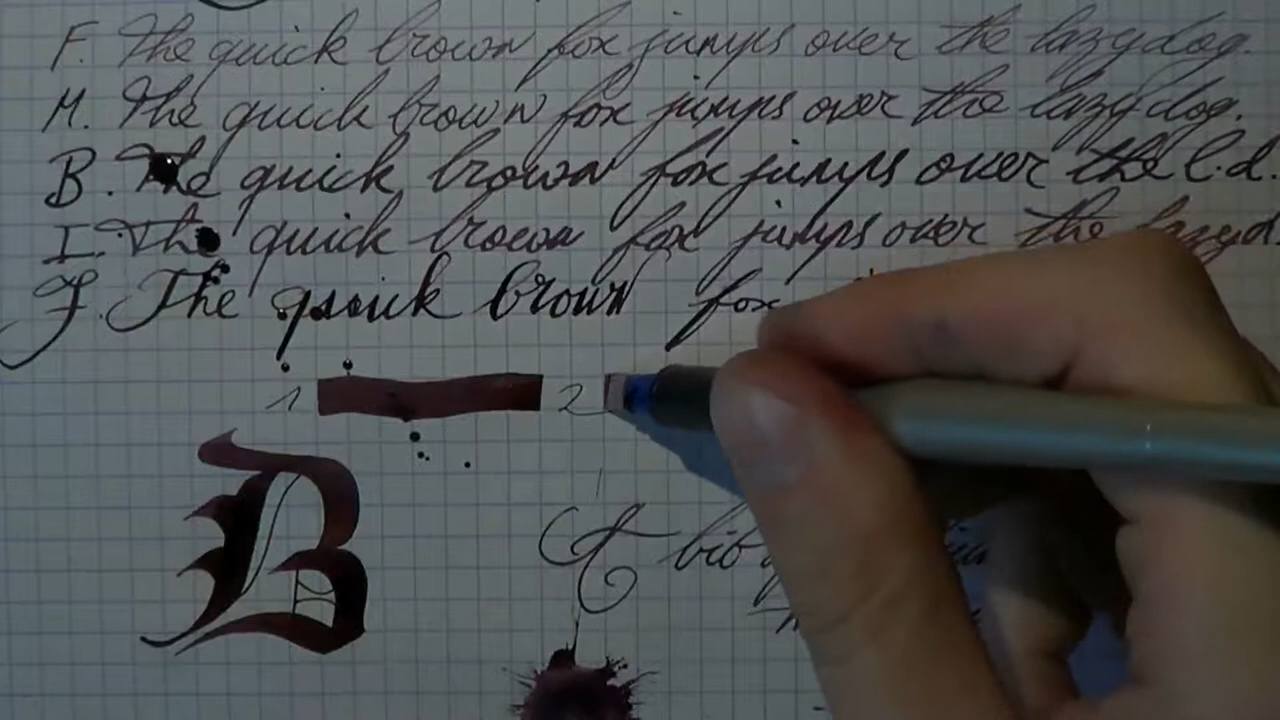 F. The quick brown fox jumps over the lazy dog.
M. The quick brown fox jumps over the lazy dog.
B. The quick brown fox jumps over the l.d.
I. The quick brown fox jumps over the lazy d.
J. The quick brown fox
1 2
B
A